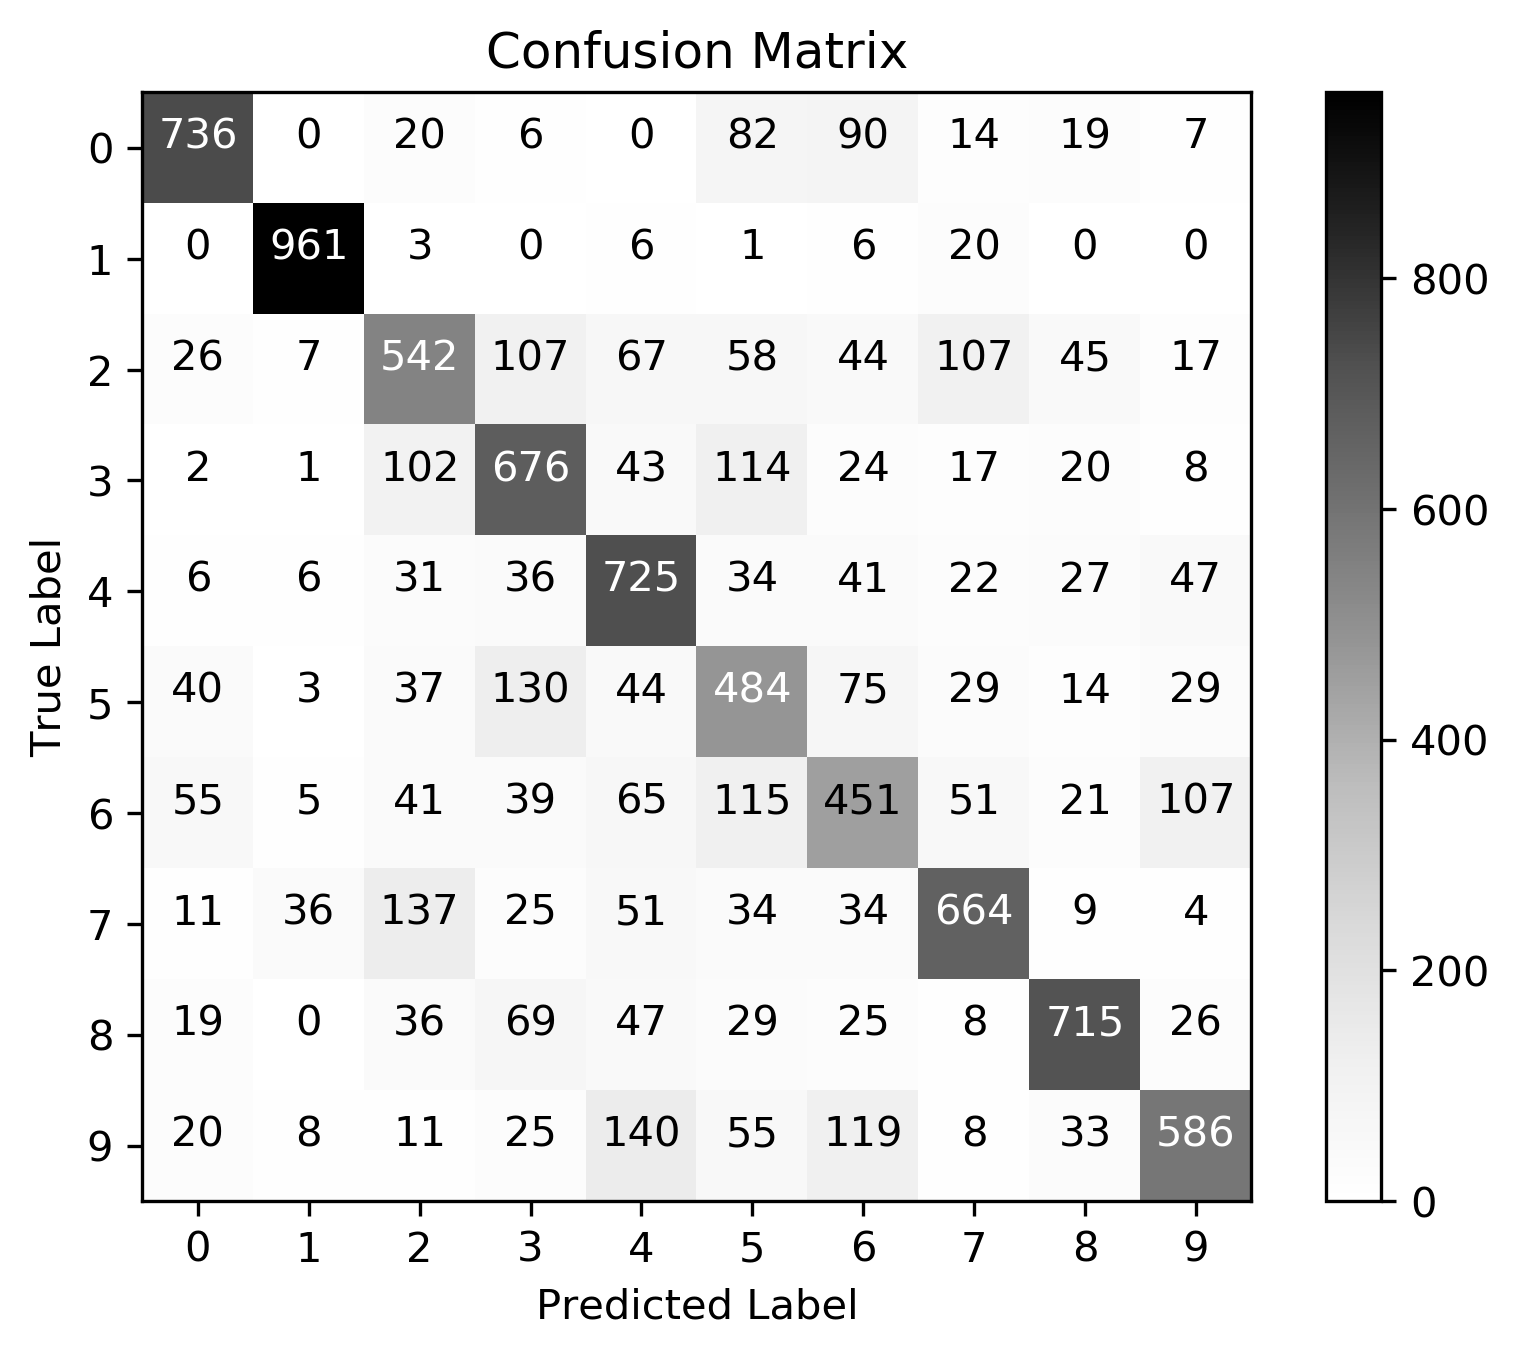 Confusion Matrix
0 736 0 20 6 0 82 90 14 19 7
1 0 961 3 0 6 1 6 20 0 0
2 26 7 542 107 67 58 44 107 45 17
3 2 1 102 676 43 114 24 17 20 8
4 6 6 31 36 725 34 41 22 27 47
5 40 3 37 130 44 484 75 29 14 29
6 55 5 41 39 65 115 451 51 21 107
7 11 36 137 25 51 34 34 664 9 4
8 19 0 36 69 47 29 25 8 715 26
9 20 8 11 25 140 55 119 8 33 586
0 1 2 3 4 5 6 7 8 9
Predicted Label
True Label
800
600
400
200
0